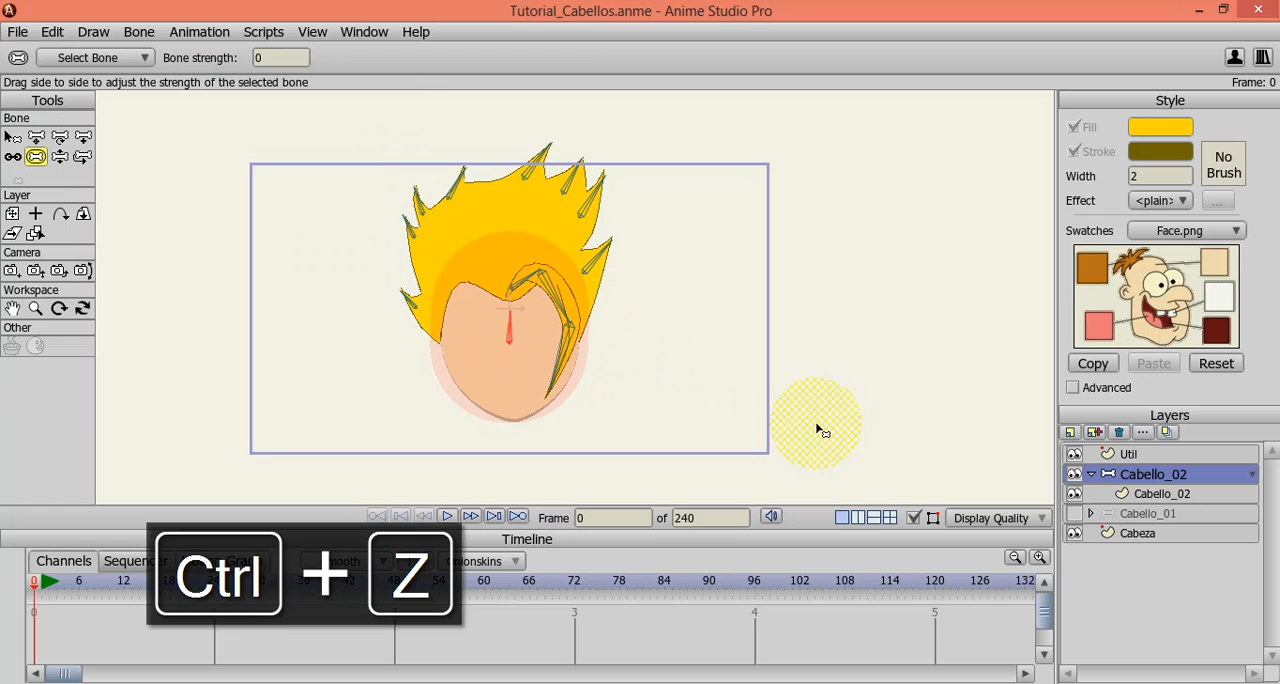 Tutorial_Cabellos.anme - Anime Studio Pro
File Edit Draw Bone Animation Scripts View Window Help
Select Bone Bone strength: 0
Drag side to side to adjust the strength of the selected bone Frame: 0
Tools
Bone
Layer
Camera
Workspace
Other
Style
Fill
Stroke
No Brush
Width 2
Effect <plain> ...
Swatches Face.png
Copy Paste Reset
Advanced
Layers
Util
Cabello_02
Cabello_02
Cabello_01
Cabeza
Frame 0 of 240 Display Quality
Timeline
Channels Sequencer Onionskins
0 6 12 60 66 72 78 84 90 96 102 108 114 120 126 132
0 3 4 5
Ctrl + Z